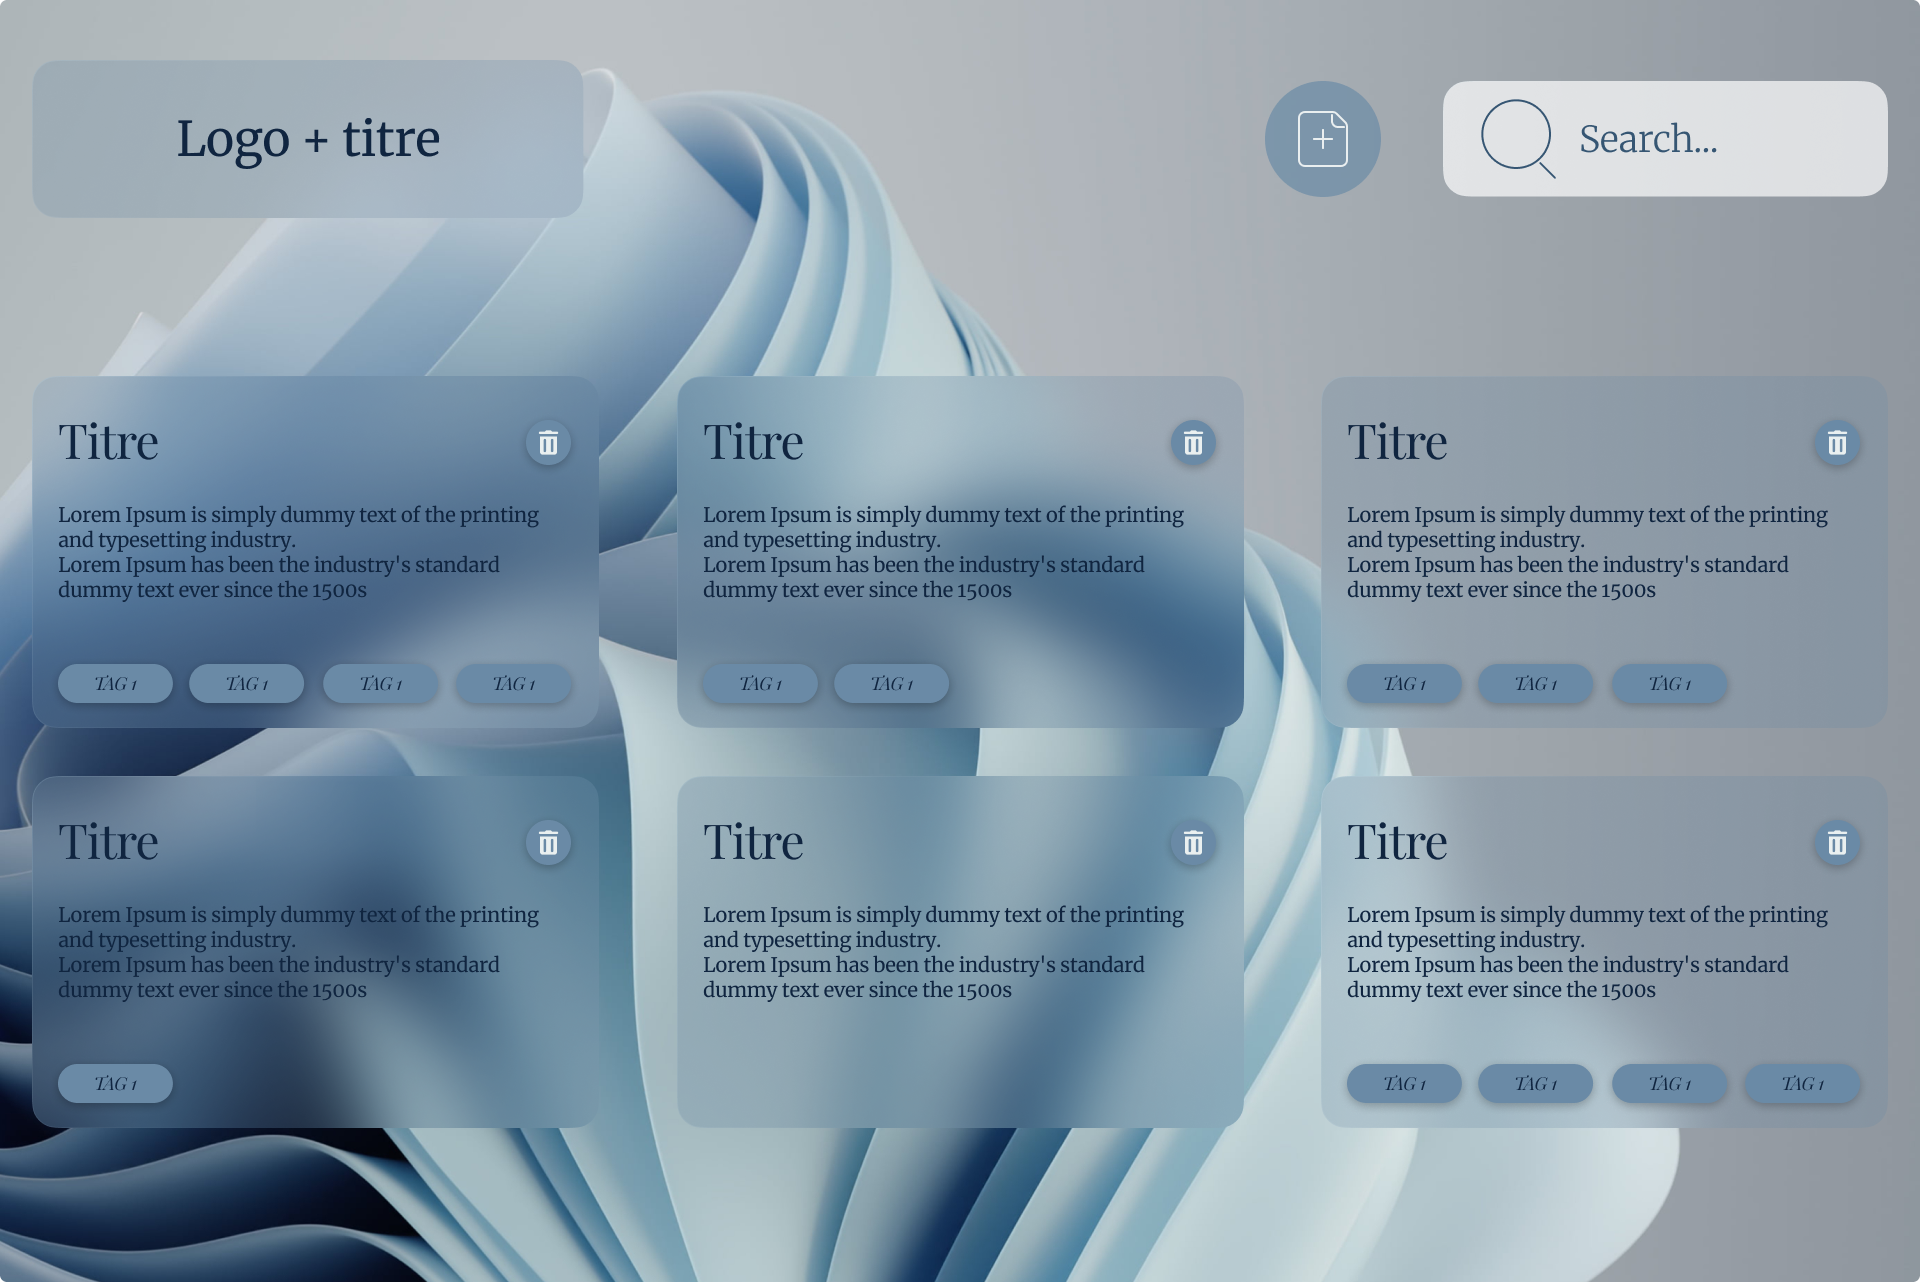 Logo + titre
Search...
Titre
Lorem Ipsum is simply dummy text of the printing
and typesetting industry.
Lorem Ipsum has been the industry's standard
dummy text ever since the 1500s
TAG 1 TAG 1 TAG 1 TAG 1
Titre
Lorem Ipsum is simply dummy text of the printing
and typesetting industry.
Lorem Ipsum has been the industry's standard
dummy text ever since the 1500s
TAG 1 TAG 1
Titre
Lorem Ipsum is simply dummy text of the printing
and typesetting industry.
Lorem Ipsum has been the industry's standard
dummy text ever since the 1500s
TAG 1 TAG 1 TAG 1
Titre
Lorem Ipsum is simply dummy text of the printing
and typesetting industry.
Lorem Ipsum has been the industry's standard
dummy text ever since the 1500s
TAG 1
Titre
Lorem Ipsum is simply dummy text of the printing
and typesetting industry.
Lorem Ipsum has been the industry's standard
dummy text ever since the 1500s
Titre
Lorem Ipsum is simply dummy text of the printing
and typesetting industry.
Lorem Ipsum has been the industry's standard
dummy text ever since the 1500s
TAG 1 TAG 1 TAG 1 TAG 1